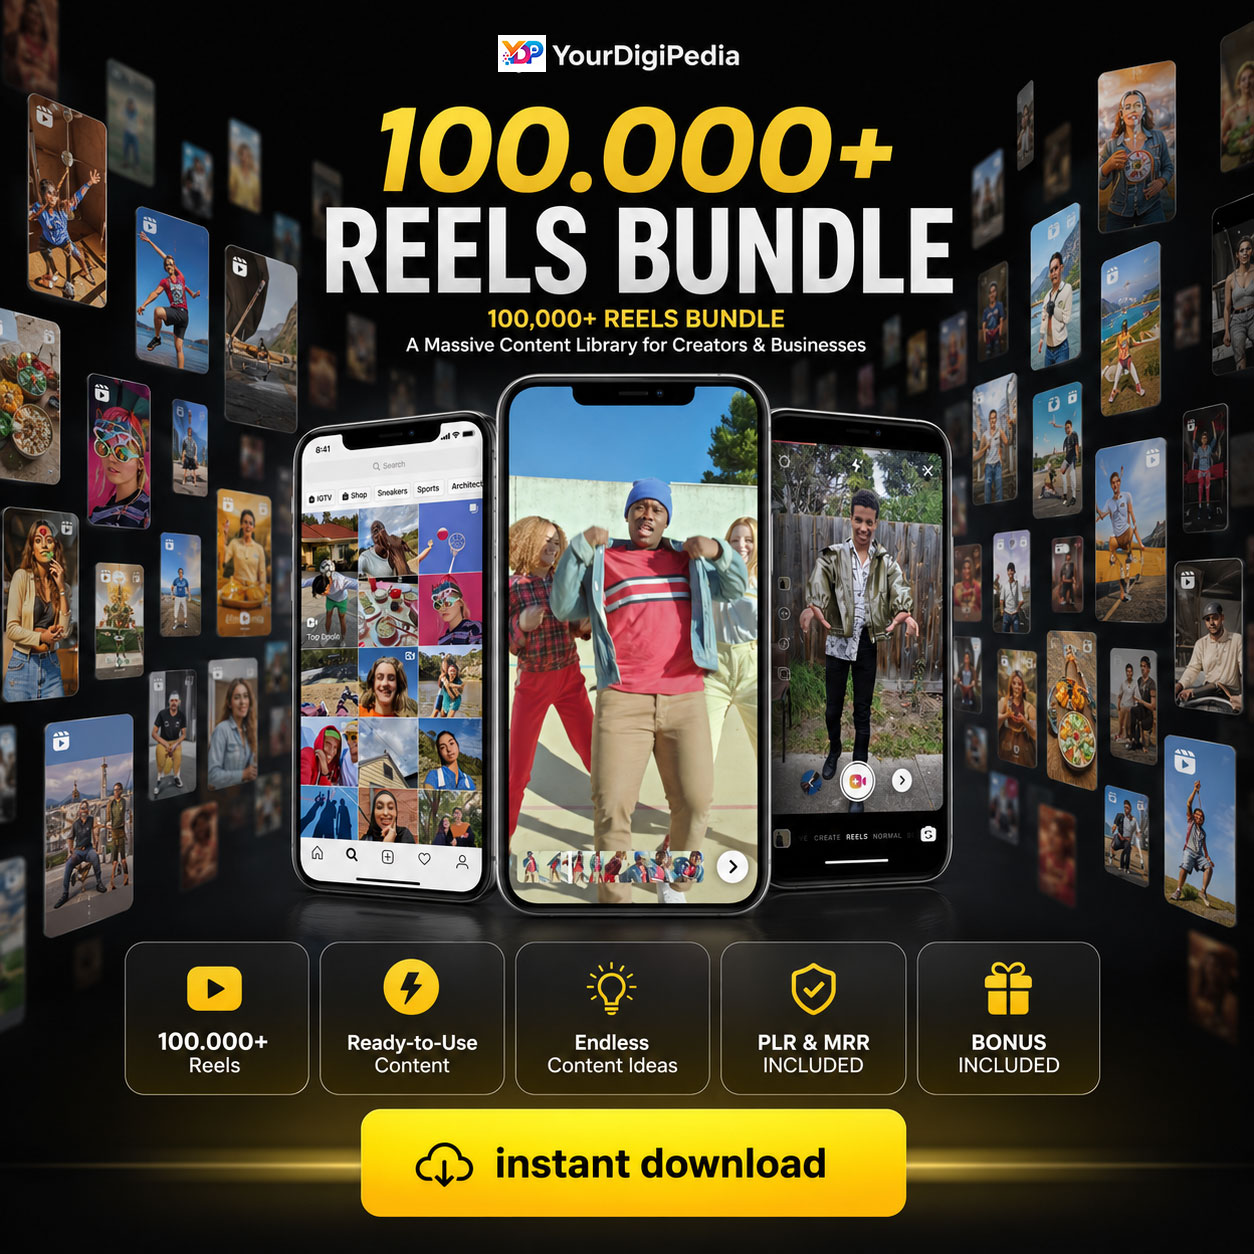 YDP YourDigiPedia
100.000+
REELS BUNDLE
100,000+ REELS BUNDLE
A Massive Content Library for Creators & Businesses
8:41
Search
IGTV
Shop
Sneakers
Sports
Architect
CREATE REELS NORMAL
100.000+
Reels
Ready-to-Use
Content
Endless
Content Ideas
PLR & MRR
INCLUDED
BONUS
INCLUDED
instant download